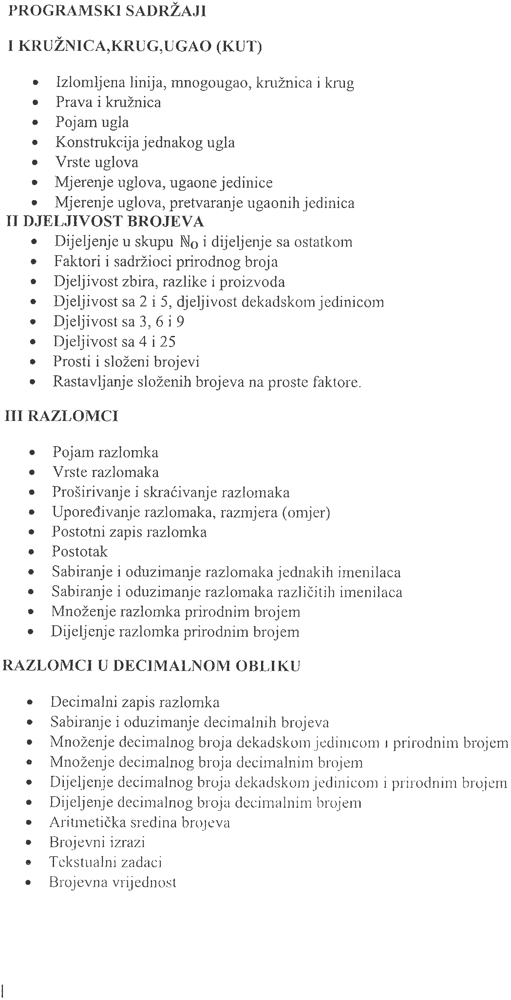 PROGRAMSKI SADRŽAJI
I KRUŽNICA,KRUG,UGAO (KUT)
• Izlomljena linija, mnogougao, kružnica i krug
• Prava i kružnica
• Pojam ugla
• Konstrukcija jednakog ugla
• Vrste uglova
• Mjerenje uglova, ugaone jedinice
• Mjerenje uglova, pretvaranje ugaonih jedinica
II DJELJIVOST BROJEVA
• Dijeljenje u skupu ℕ₀ i dijeljenje sa ostatkom
• Faktori i sadržioci prirodnog broja
• Djeljivost zbira, razlike i proizvoda
• Djeljivost sa 2 i 5, djeljivost dekadskom jedinicom
• Djeljivost sa 3, 6 i 9
• Djeljivost sa 4 i 25
• Prosti i složeni brojevi
• Rastavljanje složenih brojeva na proste faktore.
III RAZLOMCI
• Pojam razlomka
• Vrste razlomaka
• Proširivanje i skraćivanje razlomaka
• Upoređivanje razlomaka, razmjera (omjer)
• Postotni zapis razlomka
• Postotak
• Sabiranje i oduzimanje razlomaka jednakih imenilaca
• Sabiranje i oduzimanje razlomaka različitih imenilaca
• Množenje razlomka prirodnim brojem
• Dijeljenje razlomka prirodnim brojem
RAZLOMCI U DECIMALNOM OBLIKU
• Decimalni zapis razlomka
• Sabiranje i oduzimanje decimalnih brojeva
• Množenje decimalnog broja dekadskom jedinicom i prirodnim brojem
• Množenje decimalnog broja decimalnim brojem
• Dijeljenje decimalnog broja dekadskom jedinicom i prirodnim brojem
• Dijeljenje decimalnog broja decimalnim brojem
• Aritmetička sredina brojeva
• Brojevni izrazi
• Tekstualni zadaci
• Brojevna vrijednost